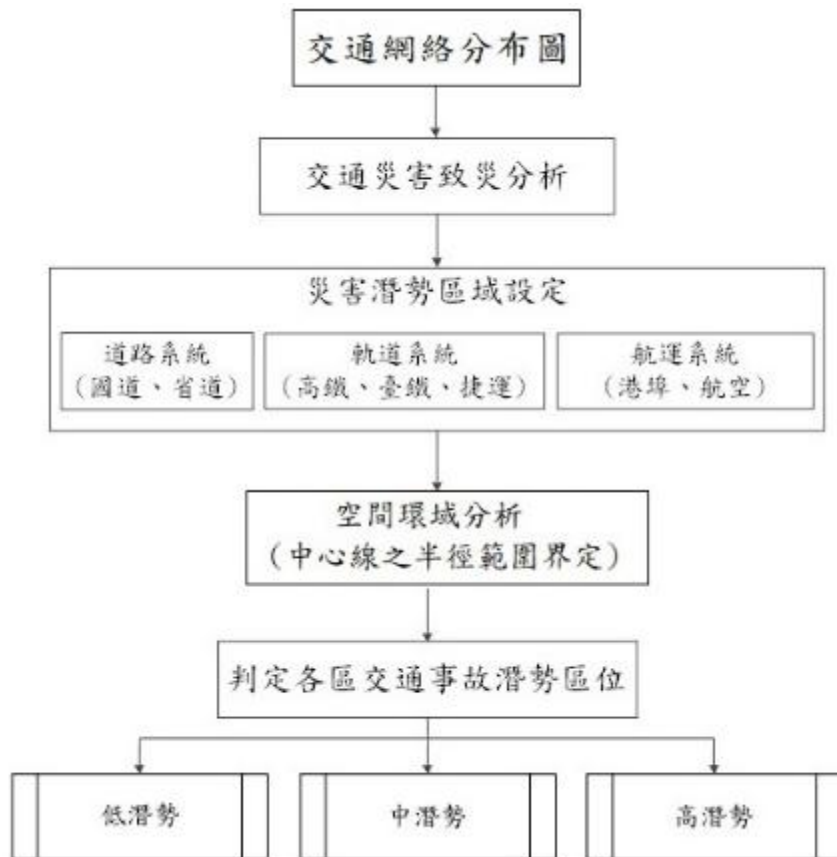 交通網絡分布圖
交通災害致災分析
災害潛勢區域設定
道路系統
(國道、省道)
軌道系統
(高鐵、臺鐵、捷運)
航運系統
(港埠、航空)
空間環域分析
(中心線之半徑範圍界定)
判定各區交通事故潛勢區位
低潛勢
中潛勢
高潛勢